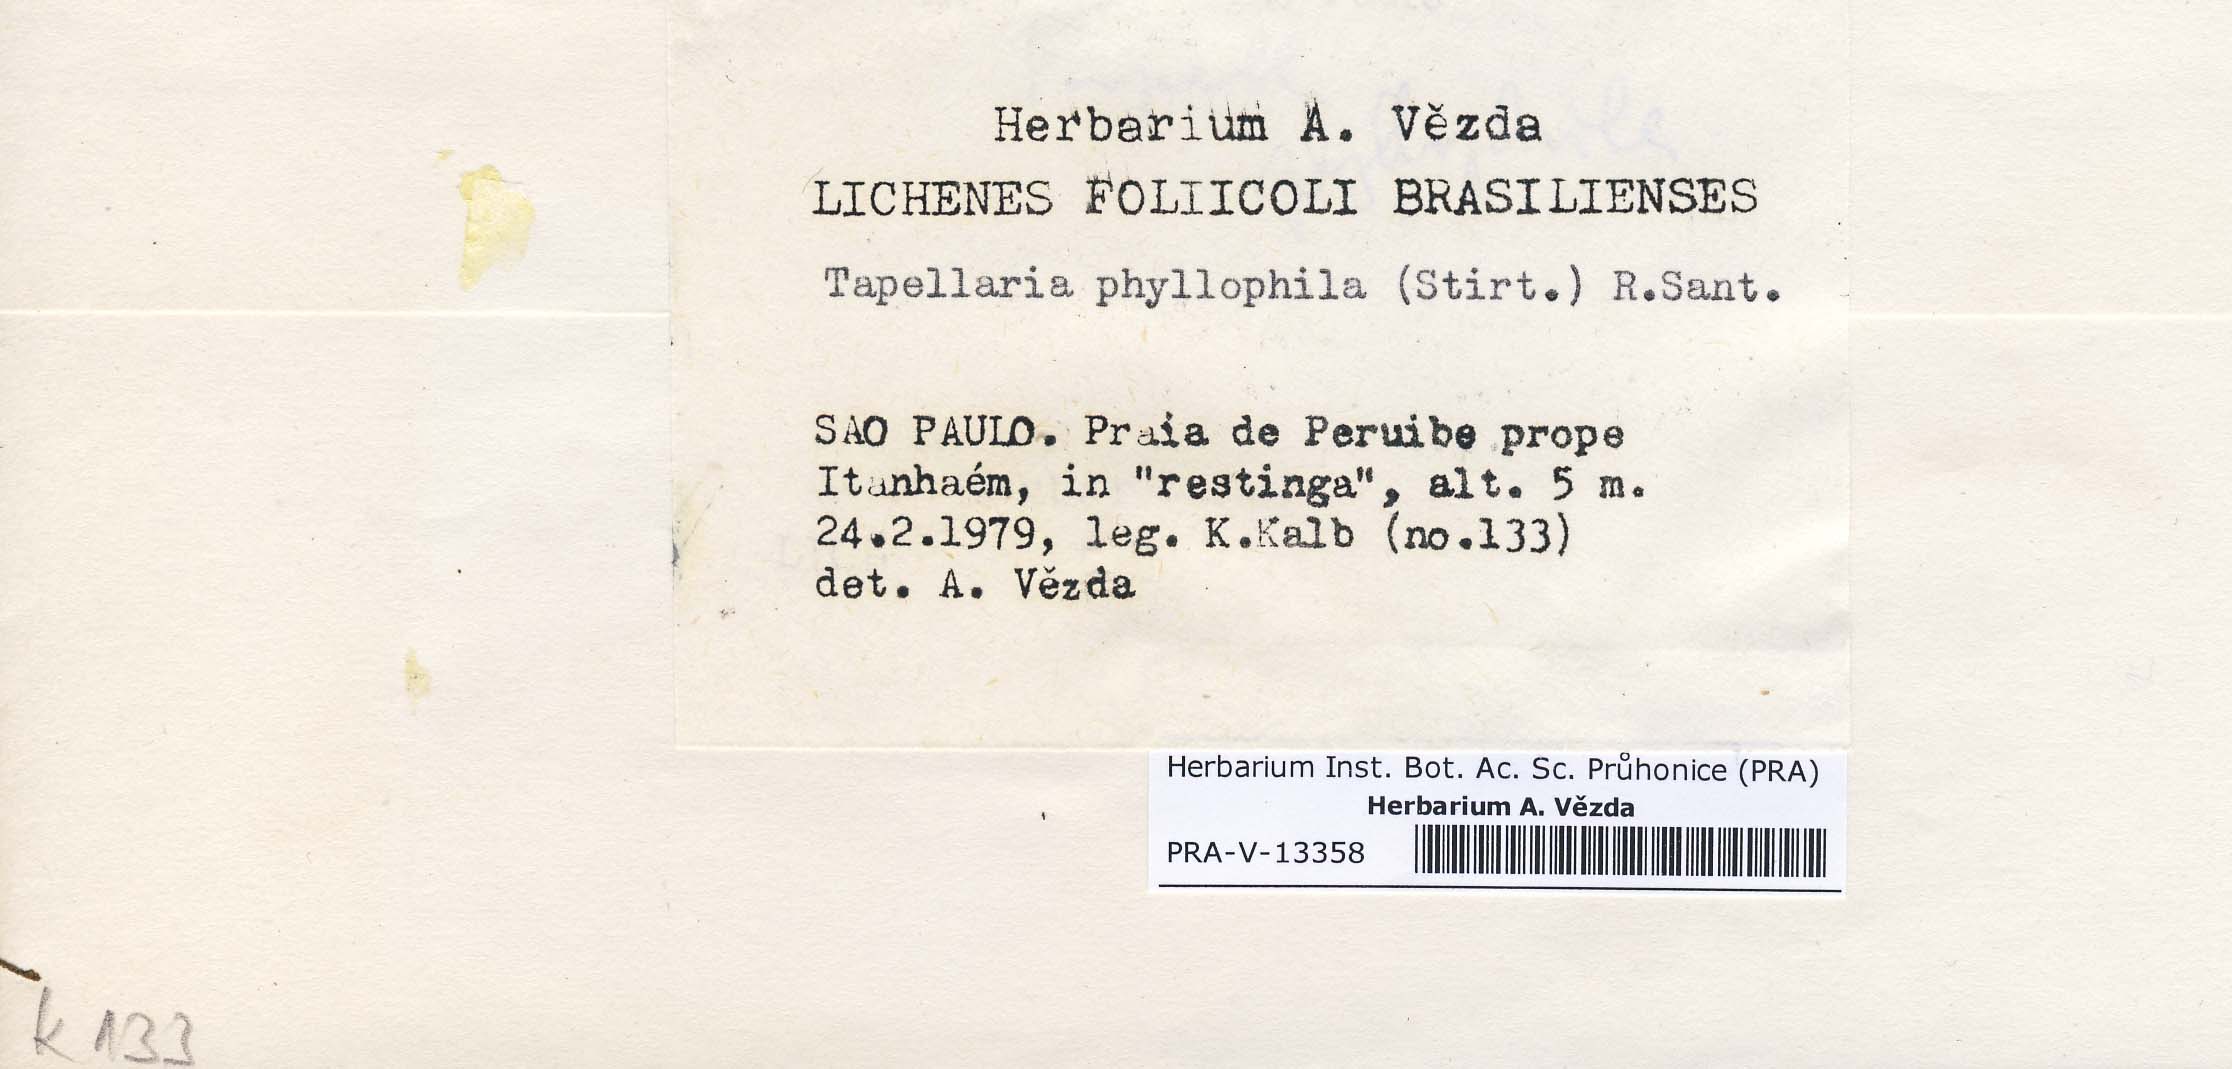 Herbarium A. Vězda
LICHENES FOLIICOLI BRASILIENSES
Tapellaria phyllophila (Stirt.) R.Sant.
SAO PAULO. Praia de Peruibe prope
Itanhaém, in "restinga", alt. 5 m.
24.2.1979, leg. K.Kalb (no.133)
det. A. Vězda
Herbarium Inst. Bot. Ac. Sc. Průhonice (PRA)
Herbarium A. Vězda
PRA-V-13358
k 133